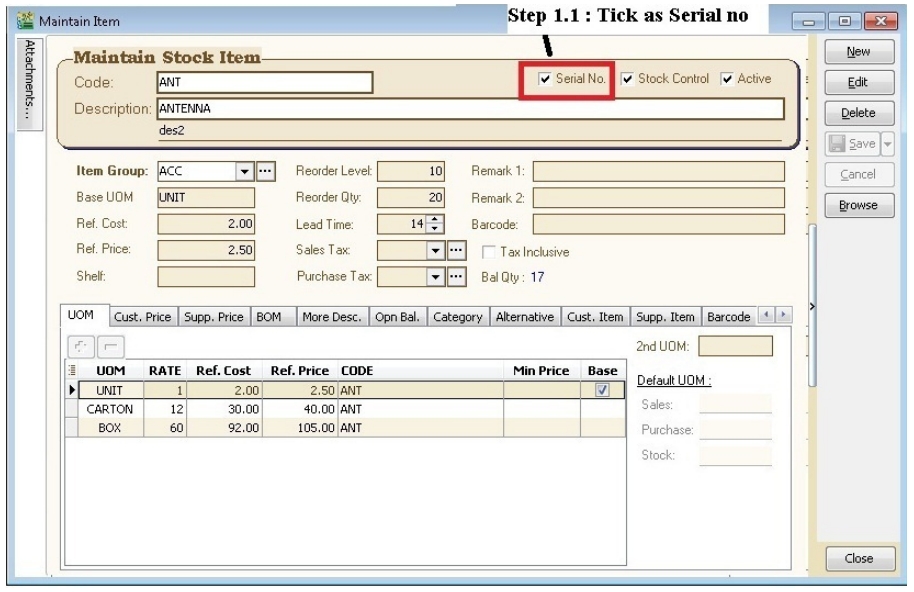 Step 1.1 : Tick as Serial no
Maintain Item
Attachments...
Maintain Stock Item
Code: ANT Serial No. Stock Control Active
Description: ANTENNA
des2
Item Group: ACC Reorder Level: 10 Remark 1:
Base UOM UNIT Reorder Qty: 20 Remark 2:
Ref. Cost: 2.00 Lead Time: 14 Barcode:
Ref. Price: 2.50 Sales Tax: Tax Inclusive
Shelf: Purchase Tax: Bal Qty : 17
UOM Cust. Price Supp. Price BOM More Desc. Opn Bal. Category Alternative Cust. Item Supp. Item Barcode
2nd UOM:
UOM RATE Ref. Cost Ref. Price CODE Min Price Base
UNIT 1 2.00 2.50 ANT
CARTON 12 30.00 40.00 ANT
BOX 60 92.00 105.00 ANT
Default UOM :
Sales:
Purchase:
Stock:
New
Edit
Delete
Save
Cancel
Browse
Close